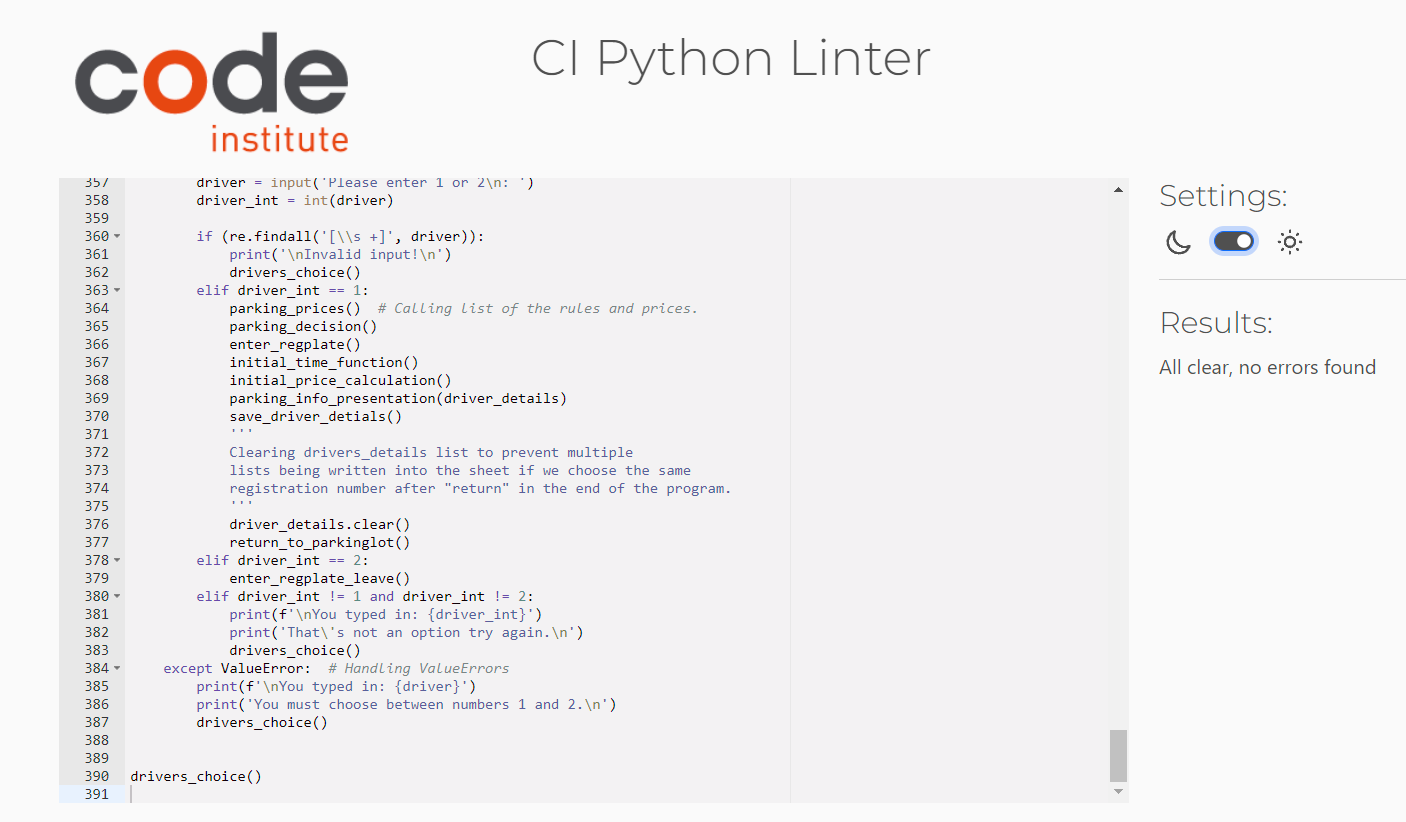 code
institute
CI Python Linter
357         driver = input('Please enter 1 or 2\n: ')
358         driver_int = int(driver)
359
360         if (re.findall('[\\s +]', driver)):
361             print('\nInvalid input!\n')
362             drivers_choice()
363         elif driver_int == 1:
364             parking_prices()  # Calling list of the rules and prices.
365             parking_decision()
366             enter_regplate()
367             initial_time_function()
368             initial_price_calculation()
369             parking_info_presentation(driver_details)
370             save_driver_detials()
371             '''
372             Clearing drivers_details list to prevent multiple
373             lists being written into the sheet if we choose the same
374             registration number after "return" in the end of the program.
375             '''
376             driver_details.clear()
377             return_to_parkinglot()
378         elif driver_int == 2:
379             enter_regplate_leave()
380         elif driver_int != 1 and driver_int != 2:
381             print(f'\nYou typed in: {driver_int}')
382             print('That\'s not an option try again.\n')
383             drivers_choice()
384     except ValueError:  # Handling ValueErrors
385         print(f'\nYou typed in: {driver}')
386         print('You must choose between numbers 1 and 2.\n')
387         drivers_choice()
388
389
390 drivers_choice()
391
Settings:
Results:
All clear, no errors found